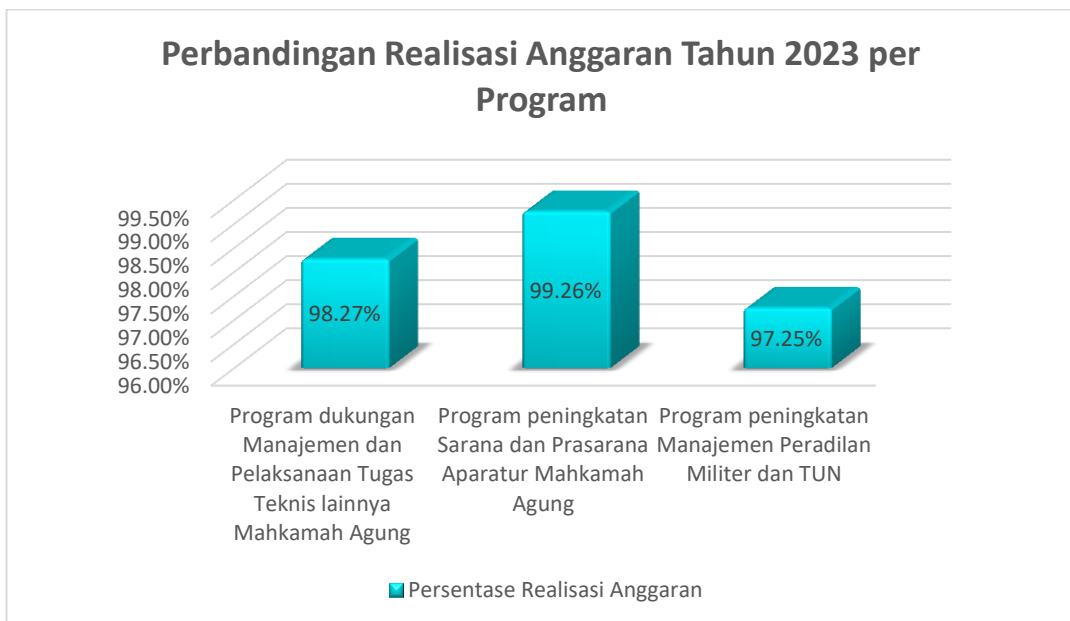 Perbandingan Realisasi Anggaran Tahun 2023 per
Program
99.50%
99.00%
98.50%
98.00%
97.50%
97.00%
96.50%
96.00%
98.27%
99.26%
97.25%
Program dukungan
Manajemen dan
Pelaksanaan Tugas
Teknis lainnya
Mahkamah Agung
Program peningkatan
Sarana dan Prasarana
Aparatur Mahkamah
Agung
Program peningkatan
Manajemen Peradilan
Militer dan TUN
Persentase Realisasi Anggaran